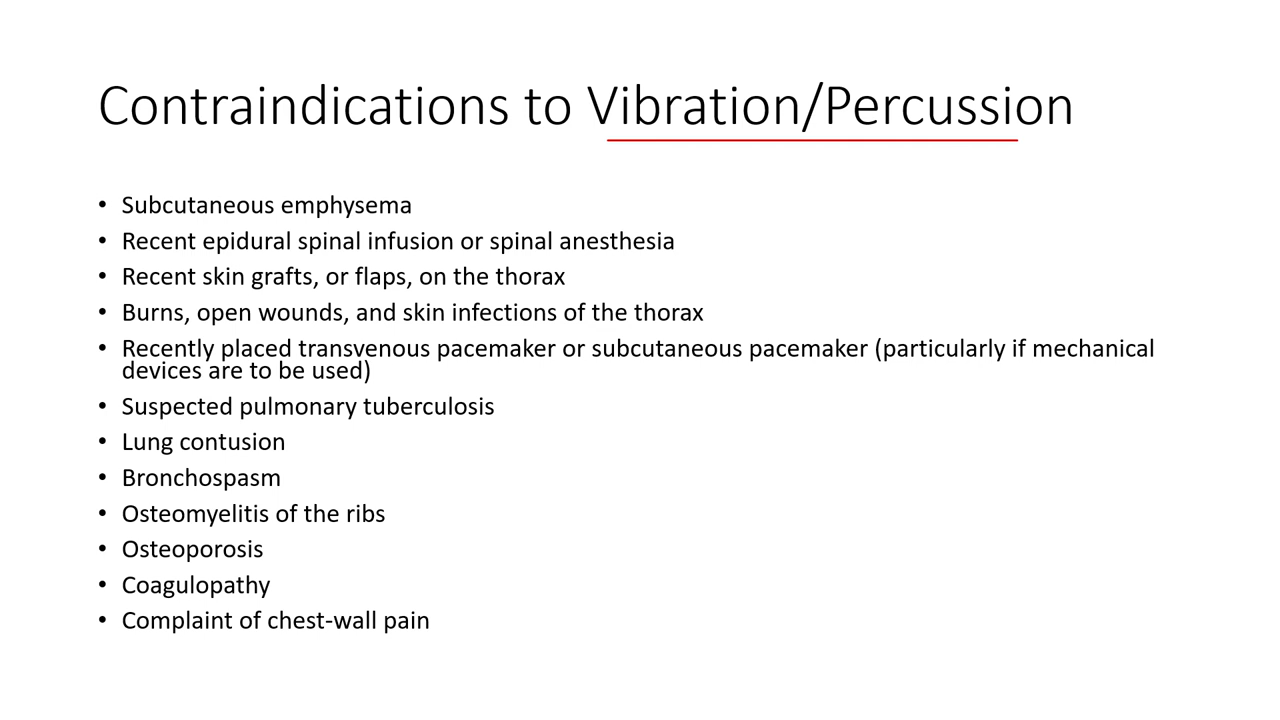 Contraindications to Vibration/Percussion
• Subcutaneous emphysema
• Recent epidural spinal infusion or spinal anesthesia
• Recent skin grafts, or flaps, on the thorax
• Burns, open wounds, and skin infections of the thorax
• Recently placed transvenous pacemaker or subcutaneous pacemaker (particularly if mechanical
devices are to be used)
• Suspected pulmonary tuberculosis
• Lung contusion
• Bronchospasm
• Osteomyelitis of the ribs
• Osteoporosis
• Coagulopathy
• Complaint of chest-wall pain